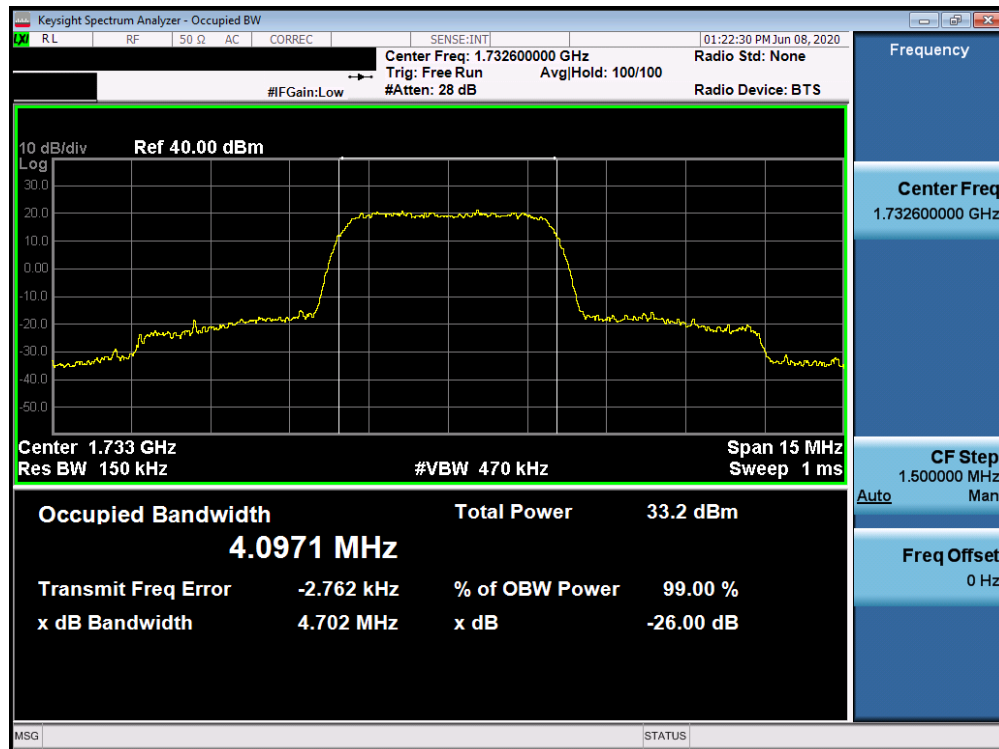 Keysight Spectrum Analyzer - Occupied BW
LXI RL RF 50 Ω AC CORREC SENSE:INT 01:22:30 PM Jun 08, 2020
Center Freq: 1.732600000 GHz Radio Std: None
Trig: Free Run Avg|Hold: 100/100
#IFGain:Low #Atten: 28 dB Radio Device: BTS
10 dB/div Ref 40.00 dBm
Log
30.0
20.0
10.0
0.00
-10.0
-20.0
-30.0
-40.0
-50.0
Center 1.733 GHz Span 15 MHz
Res BW 150 kHz #VBW 470 kHz Sweep 1 ms
Occupied Bandwidth Total Power 33.2 dBm
4.0971 MHz
Transmit Freq Error -2.762 kHz % of OBW Power 99.00 %
x dB Bandwidth 4.702 MHz x dB -26.00 dB
Frequency
Center Freq
1.732600000 GHz
CF Step
1.500000 MHz
Auto Man
Freq Offset
0 Hz
MSG STATUS